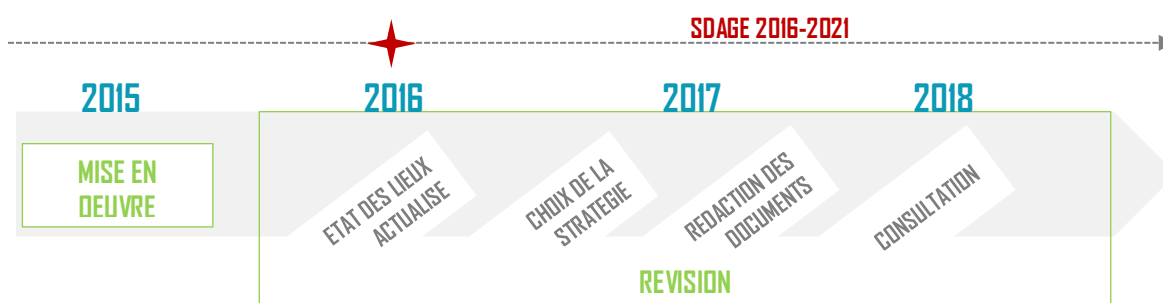 SDAGE 2016-2021
2015
2016
2017
2018
MISE EN
OEUVRE
ETAT DES LIEUX
ACTUALISE
CHOIX DE LA
STRATEGIE
REDACTION DES
DOCUMENTS
CONSULTATION
REVISION